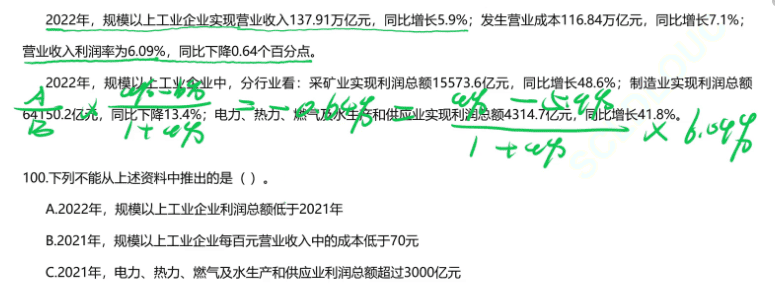 2022年，规模以上工业企业实现营业收入137.91万亿元，同比增长5.9%；发生营业成本116.84万亿元，同比增长7.1%；
营业收入利润率为6.09%，同比下降0.64个百分点。
2022年，规模以上工业企业中，分行业看：采矿业实现利润总额15573.6亿元，同比增长48.6%；制造业实现利润总额
64150.2亿元，同比下降13.4%；电力、热力、燃气及水生产和供应业实现利润总额4314.7亿元，同比增长41.8%。
A/B × (a% - b%)/(1 + a%) = -0.64% = (a% - 5.9%)/(1 + a%) × 6.09%
100.下列不能从上述资料中推出的是（ ）。
A.2022年，规模以上工业企业利润总额低于2021年
B.2021年，规模以上工业企业每百元营业收入中的成本低于70元
C.2021年，电力、热力、燃气及水生产和供应业利润总额超过3000亿元